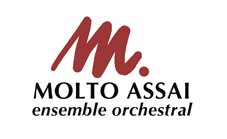 m.
MOLTO ASSAI
ensemble orchestral